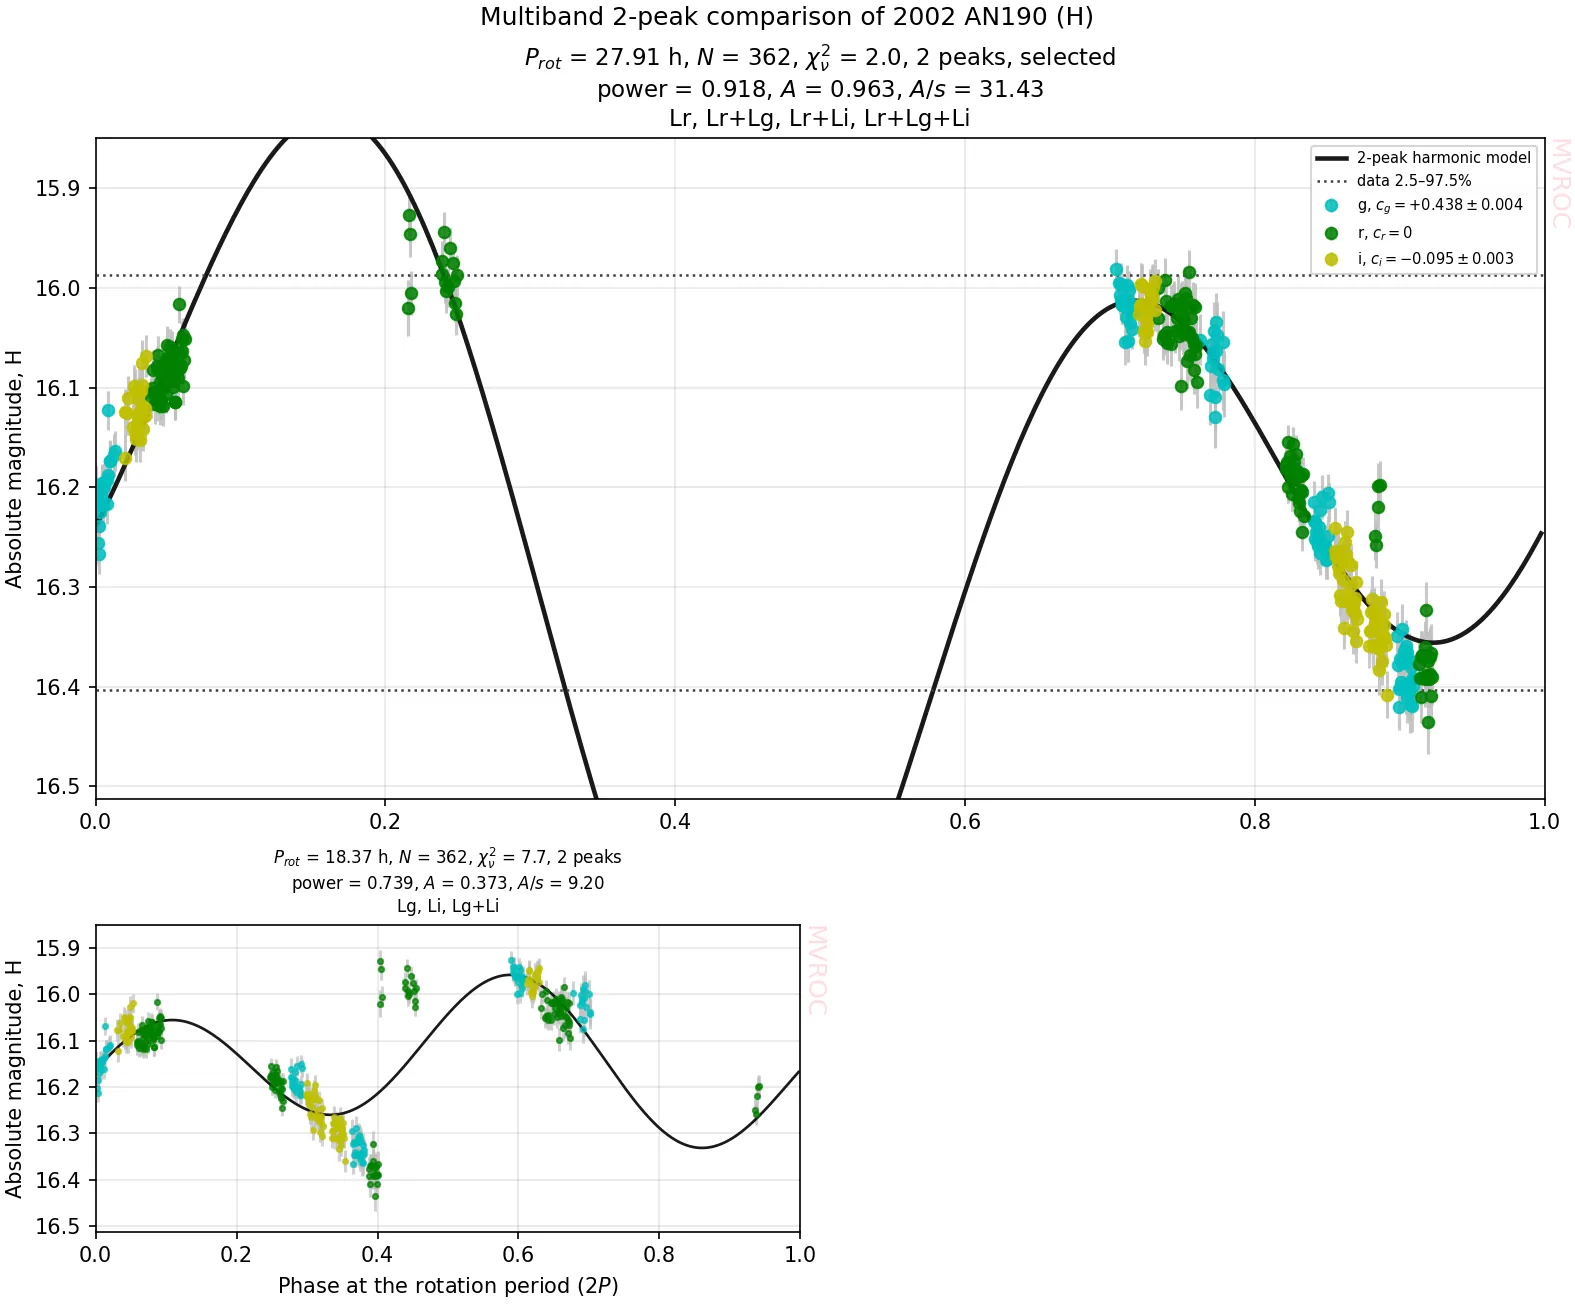 Multiband 2-peak comparison of 2002 AN190 (H)
P_rot = 27.91 h, N = 362, χ²_ν = 2.0, 2 peaks, selected
power = 0.918, A = 0.963, A/s = 31.43
Lr, Lr+Lg, Lr+Li, Lr+Lg+Li
MVROC
2-peak harmonic model
data 2.5–97.5%
g, c_g = +0.438 ± 0.004
r, c_r = 0
i, c_i = −0.095 ± 0.003
Absolute magnitude, H
15.9
16.0
16.1
16.2
16.3
16.4
16.5
0.0 0.2 0.4 0.6 0.8 1.0
P_rot = 18.37 h, N = 362, χ²_ν = 7.7, 2 peaks
power = 0.739, A = 0.373, A/s = 9.20
Lg, Li, Lg+Li
MVROC
Absolute magnitude, H
15.9
16.0
16.1
16.2
16.3
16.4
16.5
0.0 0.2 0.4 0.6 0.8 1.0
Phase at the rotation period (2P)